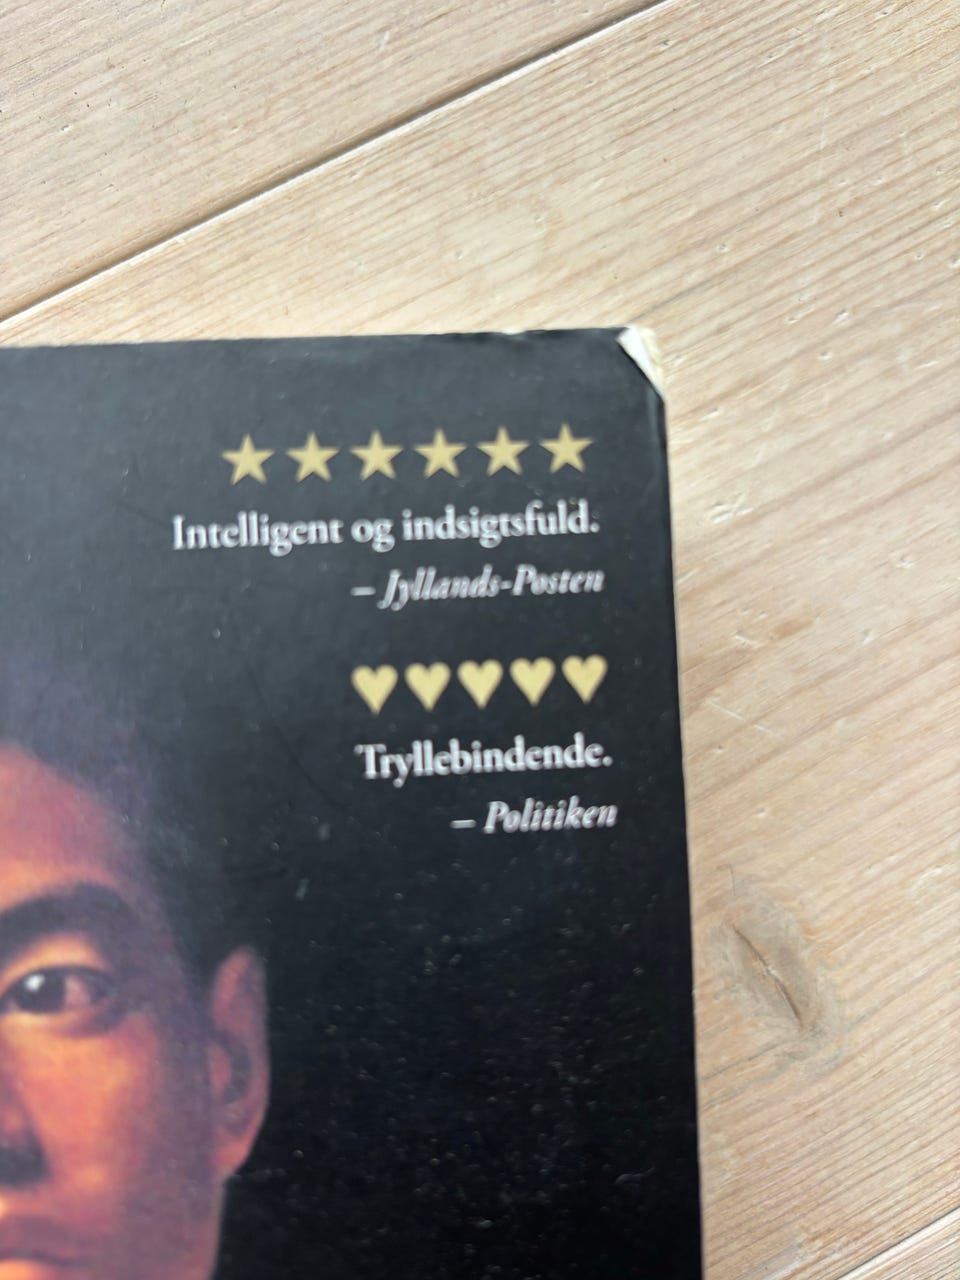 ★★★★★★
Intelligent og indsigtsfuld.
– Jyllands-Posten
♥♥♥♥♥
Tryllebindende.
– Politiken